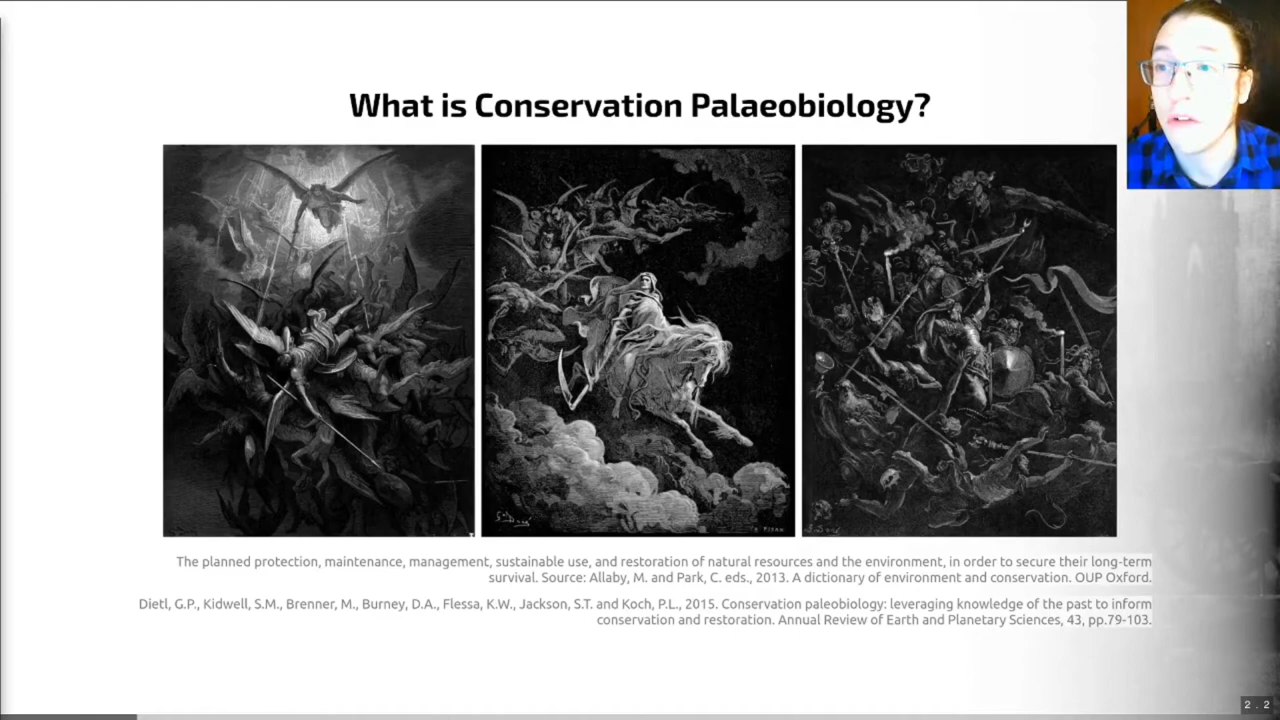 What is Conservation Palaeobiology?
The planned protection, maintenance, management, sustainable use, and restoration of natural resources and the environment, in order to secure their long-term
survival. Source: Allaby, M. and Park, C. eds., 2013. A dictionary of environment and conservation. OUP Oxford.
Dietl, G.P., Kidwell, S.M., Brenner, M., Burney, D.A., Flessa, K.W., Jackson, S.T. and Koch, P.L., 2015. Conservation paleobiology: leveraging knowledge of the past to inform
conservation and restoration. Annual Review of Earth and Planetary Sciences, 43, pp.79-103.
2 . 2